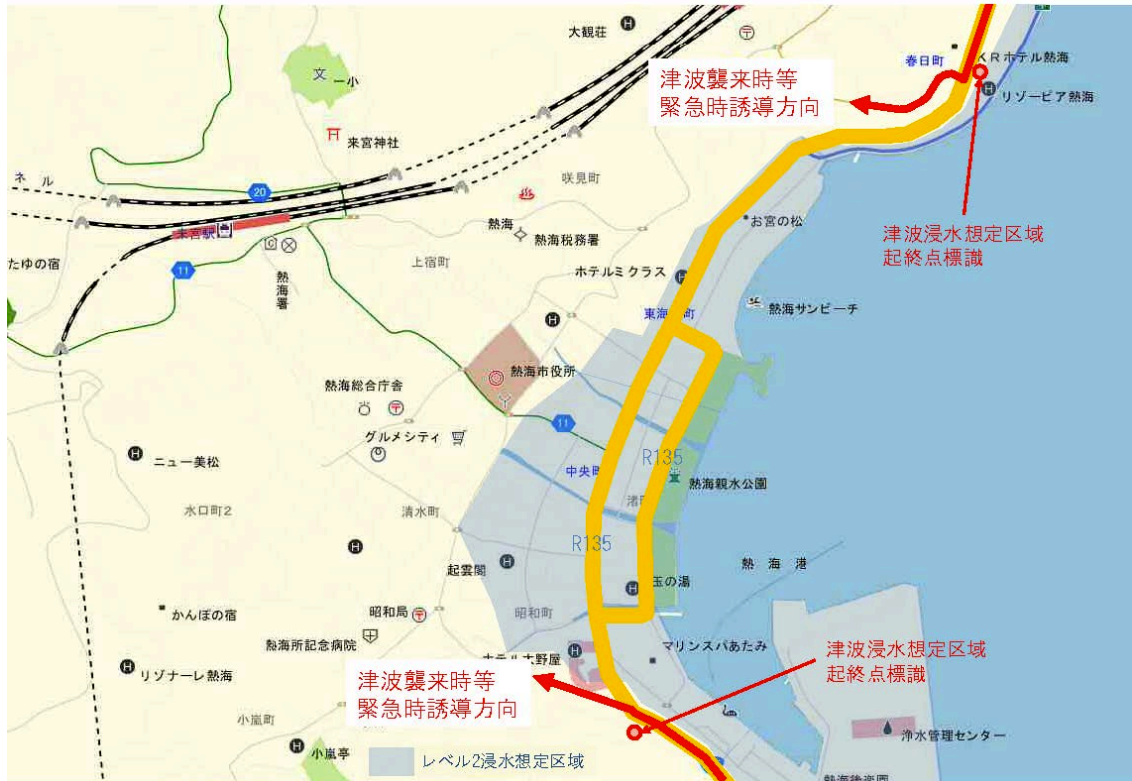 大観荘
春日町
KRホテル熱海
津波襲来時等
緊急時誘導方向
リゾーピア熱海
文
一小
来宮神社
ネル
20
咲見町
お宮の松
津波浸水想定区域
起終点標識
熱海
熱海税務署
来宮駅
たゆの宿
11
上宿町
ホテルミクラス
熱海署
熱海サンビーチ
熱海市役所
熱海総合庁舎
グルメシティ
11
R135
中央町
熱海親水公園
ニュー美松
水口町2
清水町
R135
熱海港
起雲閣
玉の湯
かんぽの宿
昭和局
昭和町
熱海所記念病院
マリンスパあたみ
津波浸水想定区域
起終点標識
リゾナーレ熱海
津波襲来時等
緊急時誘導方向
小嵐町
浄水管理センター
小嵐亭
レベル2浸水想定区域
熱海後楽園